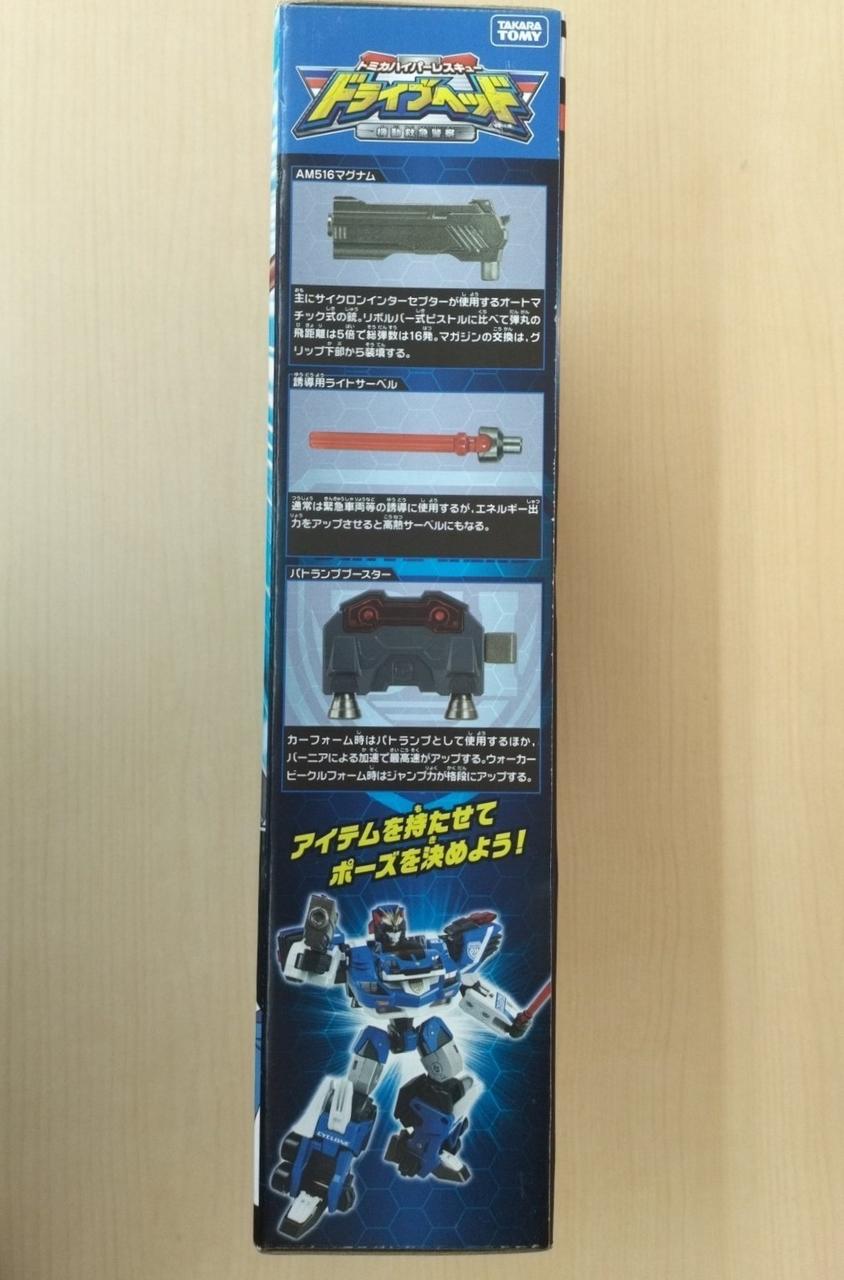 TAKARA
TOMY
トミカハイパーレスキュー
ドライブヘッド
機動救急警察
AM516マグナム
主にサイクロンインターセプターが使用するオートマ
チック式の銃。リボルバー式ピストルに比べて弾丸の
飛距離は5倍で総弾数は16発。マガジンの交換は、グ
リップ下部から装填する。
誘導用ライトサーベル
通常は緊急車両等の誘導に使用するが、エネルギー出
力をアップさせると高熱サーベルにもなる。
パトランプブースター
カーフォーム時はパトランプとして使用するほか、
バーニアによる加速で最高速がアップする。ウォーカー
ビークルフォーム時はジャンプ力が格段にアップする。
アイテムを持たせて
ポーズを決めよう!
CYCLONE